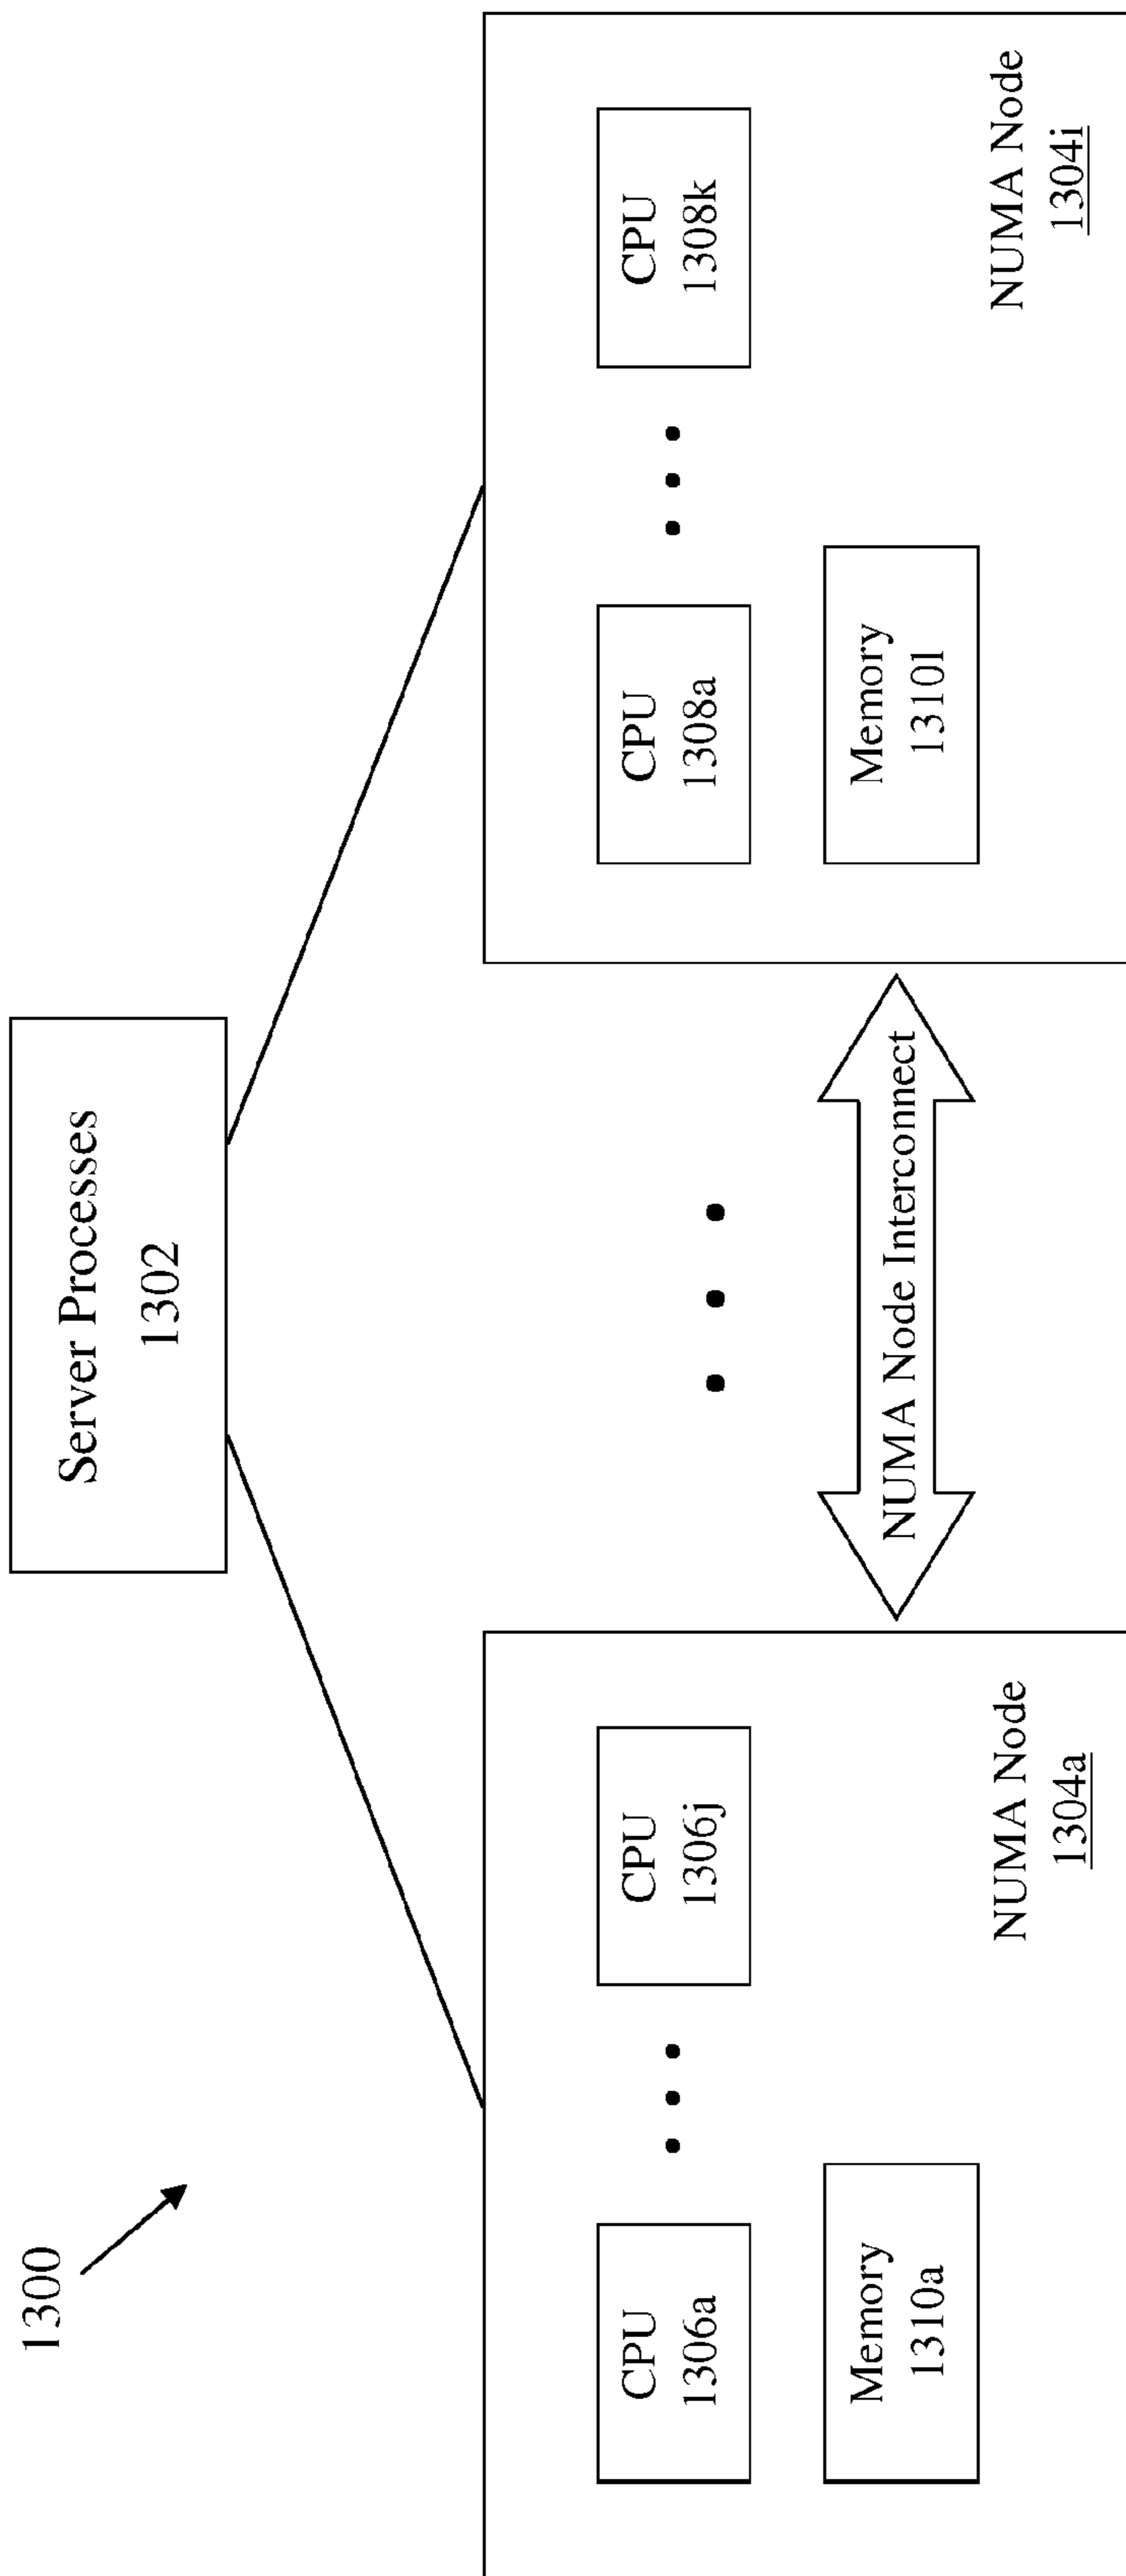 1300
Server Processes
1302
CPU
1306a
CPU
1306j
Memory
1310a
NUMA Node
1304a
NUMA Node Interconnect
CPU
1308a
CPU
1308k
Memory
1310l
NUMA Node
1304i